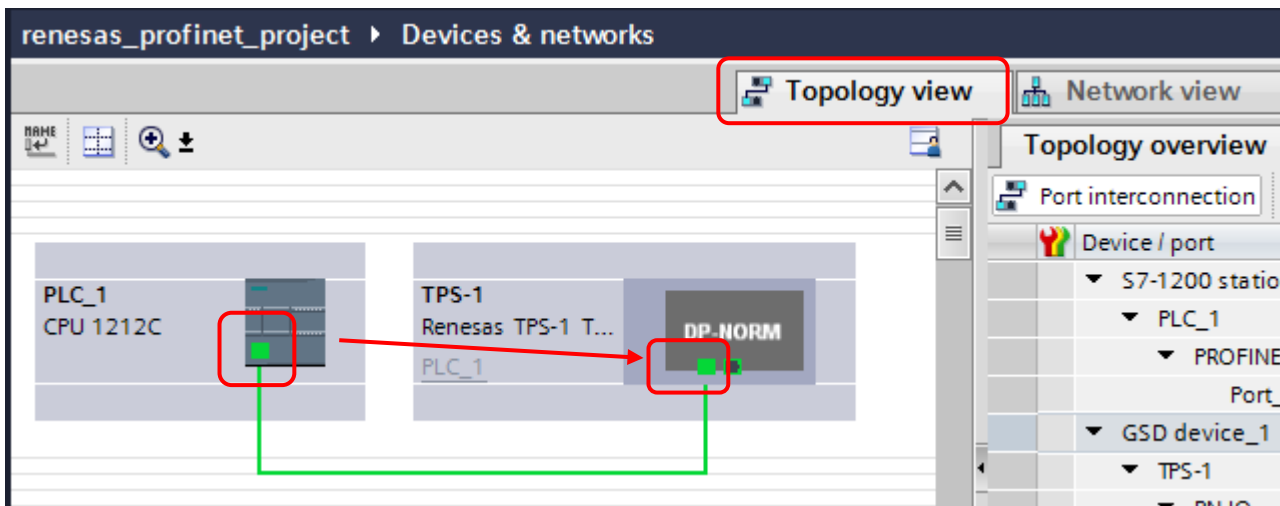 renesas_profinet_project ▸ Devices & networks
Topology view
Network view
NAME
Topology overview
Port interconnection
Device / port
PLC_1
CPU 1212C
TPS-1
Renesas TPS-1 T...
PLC_1
DP-NORM
S7-1200 statio
PLC_1
PROFINE
Port_
GSD device_1
TPS-1